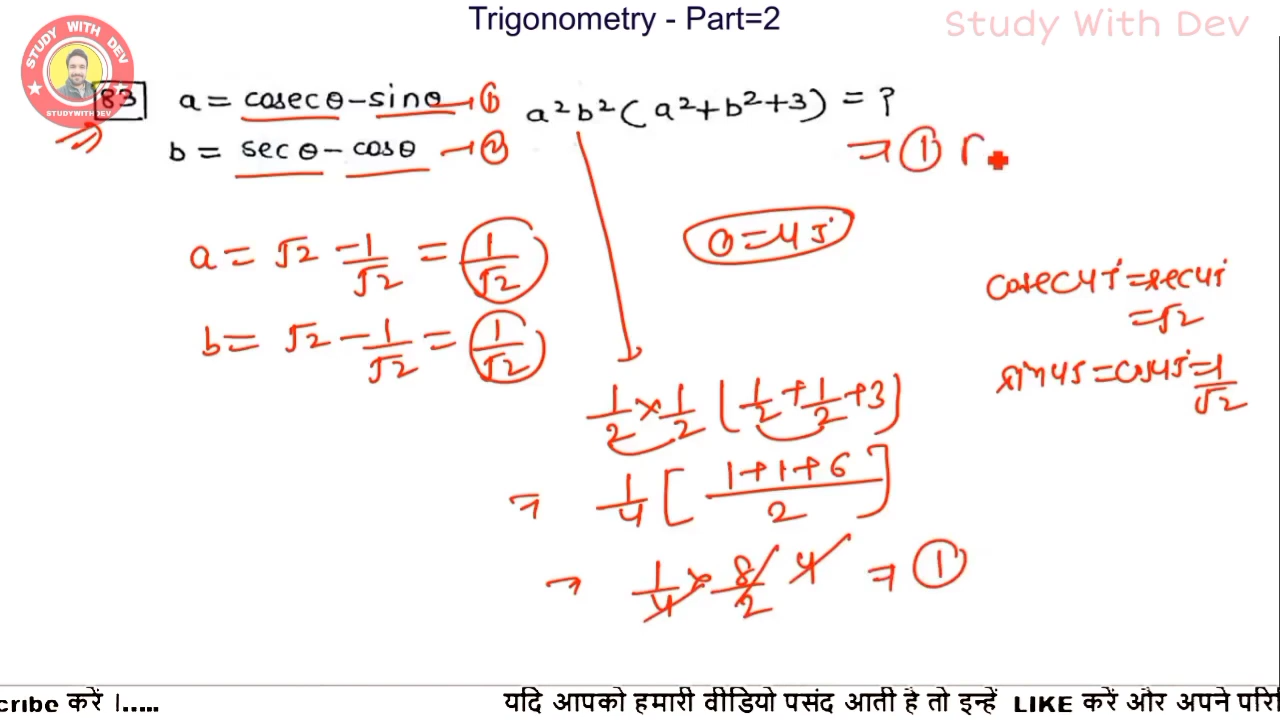 Trigonometry - Part=2
Study With Dev
STUDY WITH DEV
STUDYWITHDEV
83 a = cosecθ - sinθ → ① a²b²(a²+b²+3) = ?
b = secθ - cosθ → ② ⇒ ① r
θ = 45°
a = √2 - 1/√2 = 1/√2
cosec45° = sec45°
= √2
b = √2 - 1/√2 = 1/√2
sin45 = cos45° = 1/√2
1/2 × 1/2 [1/2 + 1/2 + 3]
⇒ 1/4 [(1+1+6)/2]
⇒ 1/4 × 8/2 4 ⇒ ①
cribe करें ।..... यदि आपको हमारी वीडियो पसंद आती है तो इन्हें LIKE करें और अपने परि